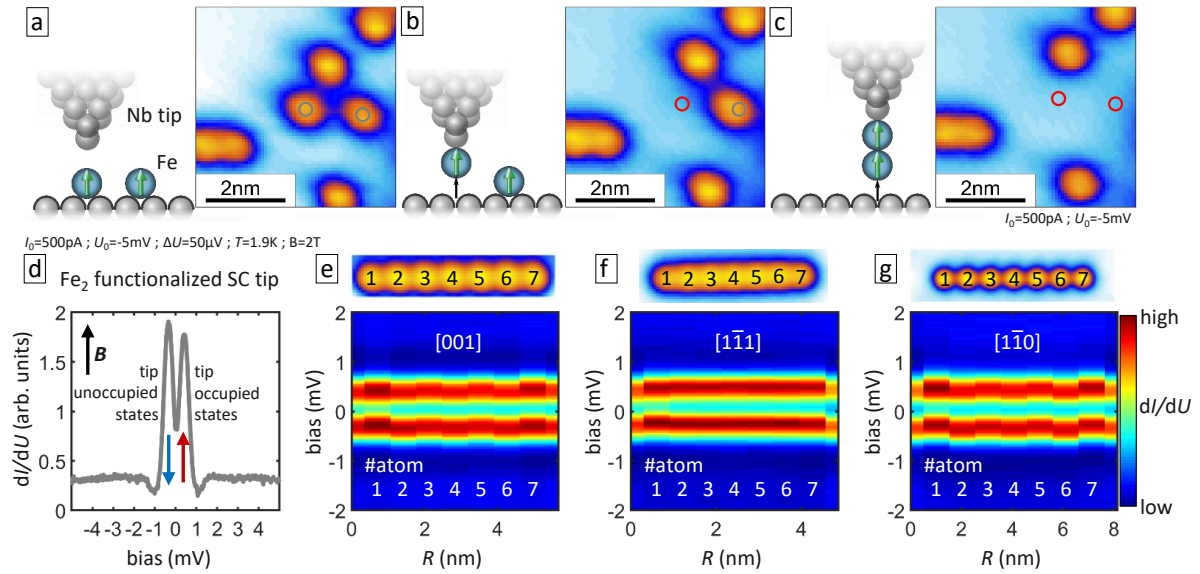 a
b
c
Nb tip
Fe
2nm
2nm
2nm
I₀=500pA ; U₀=-5mV
I₀=500pA ; U₀=-5mV ; ΔU=50µV ; T=1.9K ; B=2T
d
Fe₂ functionalized SC tip
dI/dU (arb. units)
2
1.5
1
0.5
0
B
tip unoccupied states
tip occupied states
-4 -3 -2 -1 0 1 2 3 4
bias (mV)
e
1 2 3 4 5 6 7
[001]
bias (mV)
2
1
0
-1
-2
#atom
1 2 3 4 5 6 7
0 2 4
R (nm)
f
1 2 3 4 5 6 7
[11̅1]
bias (mV)
2
1
0
-1
-2
#atom
1 2 3 4 5 6 7
0 2 4
R (nm)
g
1 2 3 4 5 6 7
[11̅0]
bias (mV)
2
1
0
-1
-2
#atom
1 2 3 4 5 6 7
0 2 4 6 8
R (nm)
high
dI/dU
low